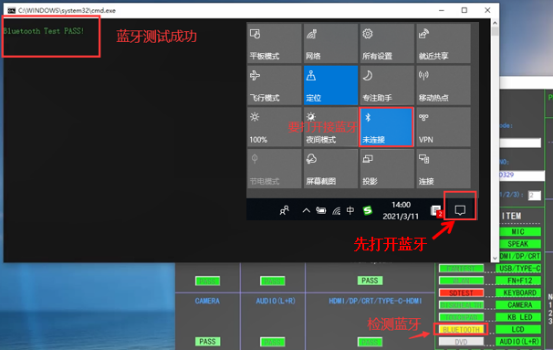 C:\WINDOWS\system32\cmd.exe
Bluetooth Test PASS!
蓝牙测试成功
平板模式
网络
所有设置
就近共享
飞行模式
定位
专注助手
移动热点
要打开蓝牙
100%
夜间模式
未连接
VPN
节电模式
屏幕截图
投影
连接
中
14:00
2021/3/11
先打开蓝牙
ITEM
MIC
SPEAK
HDMI/DP/CRT
USB/TYPE-C
FN+F12
PASS
SDTEST
KEYBOARD
CAMERA
AUDIO(L+R)
HDMI/DP/CRT/TYPE-C-HDMI
CAMERA
KB LED
检测蓝牙
BLUETOOTH
LCD
PASS
DVD
AUDIO(L+R)